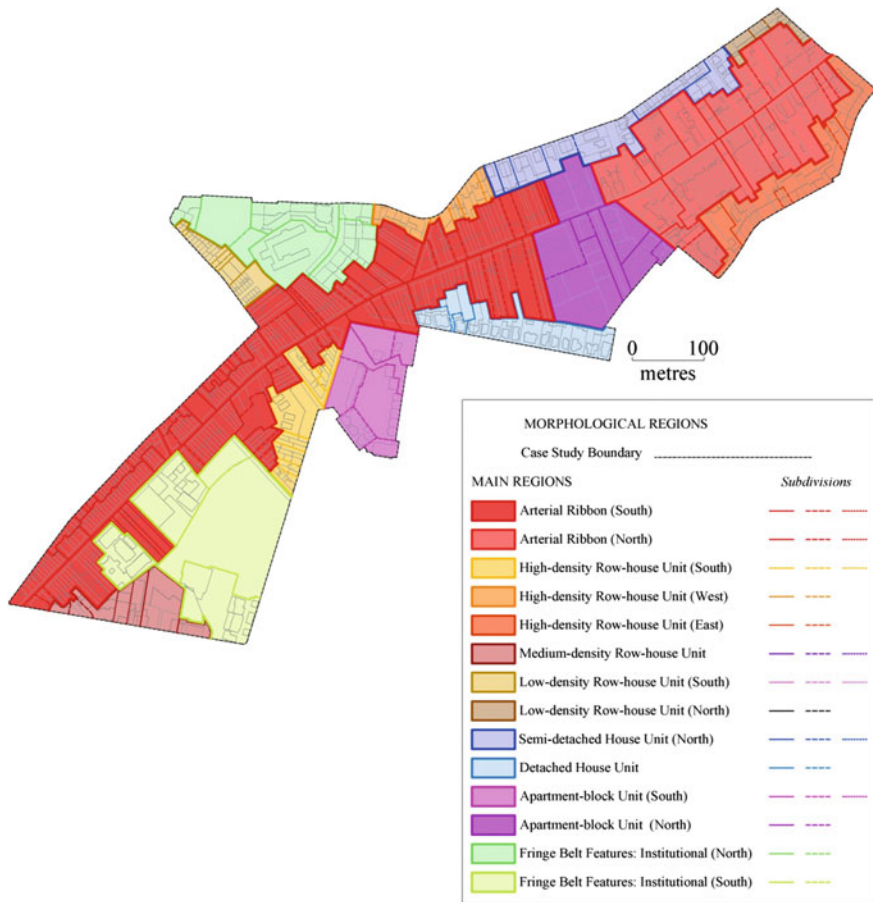 0 100
metres
MORPHOLOGICAL REGIONS
Case Study Boundary
MAIN REGIONS Subdivisions
Arterial Ribbon (South)
Arterial Ribbon (North)
High-density Row-house Unit (South)
High-density Row-house Unit (West)
High-density Row-house Unit (East)
Medium-density Row-house Unit
Low-density Row-house Unit (South)
Low-density Row-house Unit (North)
Semi-detached House Unit (North)
Detached House Unit
Apartment-block Unit (South)
Apartment-block Unit (North)
Fringe Belt Features: Institutional (North)
Fringe Belt Features: Institutional (South)